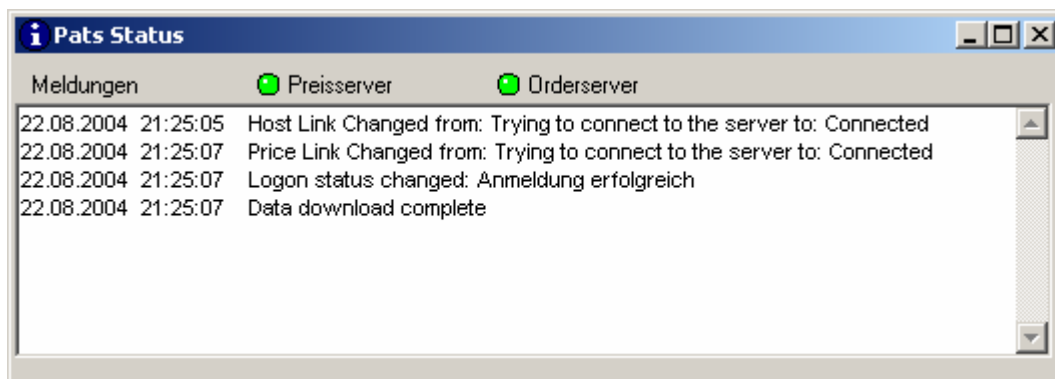 Pats Status
Meldungen Preisserver Orderserver
22.08.2004 21:25:05 Host Link Changed from: Trying to connect to the server to: Connected
22.08.2004 21:25:07 Price Link Changed from: Trying to connect to the server to: Connected
22.08.2004 21:25:07 Logon status changed: Anmeldung erfolgreich
22.08.2004 21:25:07 Data download complete